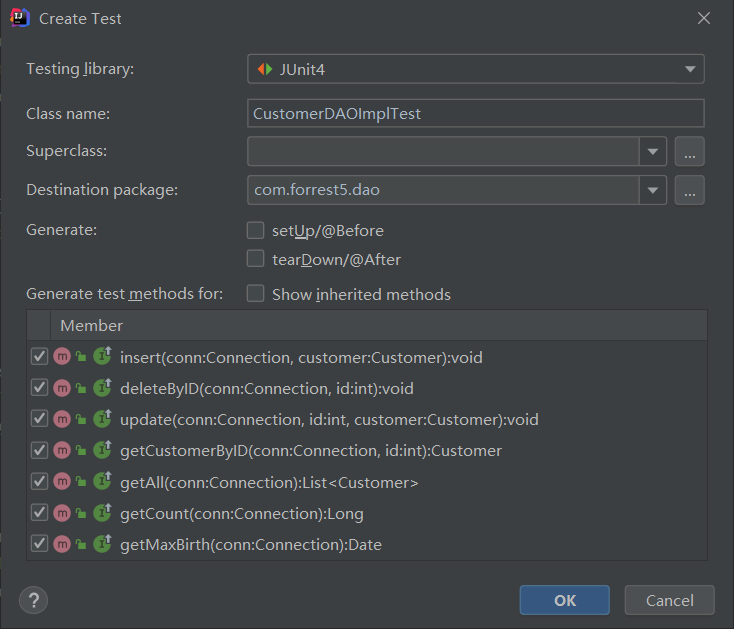 Create Test
Testing library: JUnit4
Class name: CustomerDAOImplTest
Superclass: ...
Destination package: com.forrest5.dao ...
Generate: setUp/@Before
tearDown/@After
Generate test methods for: Show inherited methods
Member
m I insert(conn:Connection, customer:Customer):void
m I deleteByID(conn:Connection, id:int):void
m I update(conn:Connection, id:int, customer:Customer):void
m I getCustomerByID(conn:Connection, id:int):Customer
m I getAll(conn:Connection):List<Customer>
m I getCount(conn:Connection):Long
m I getMaxBirth(conn:Connection):Date
? OK Cancel